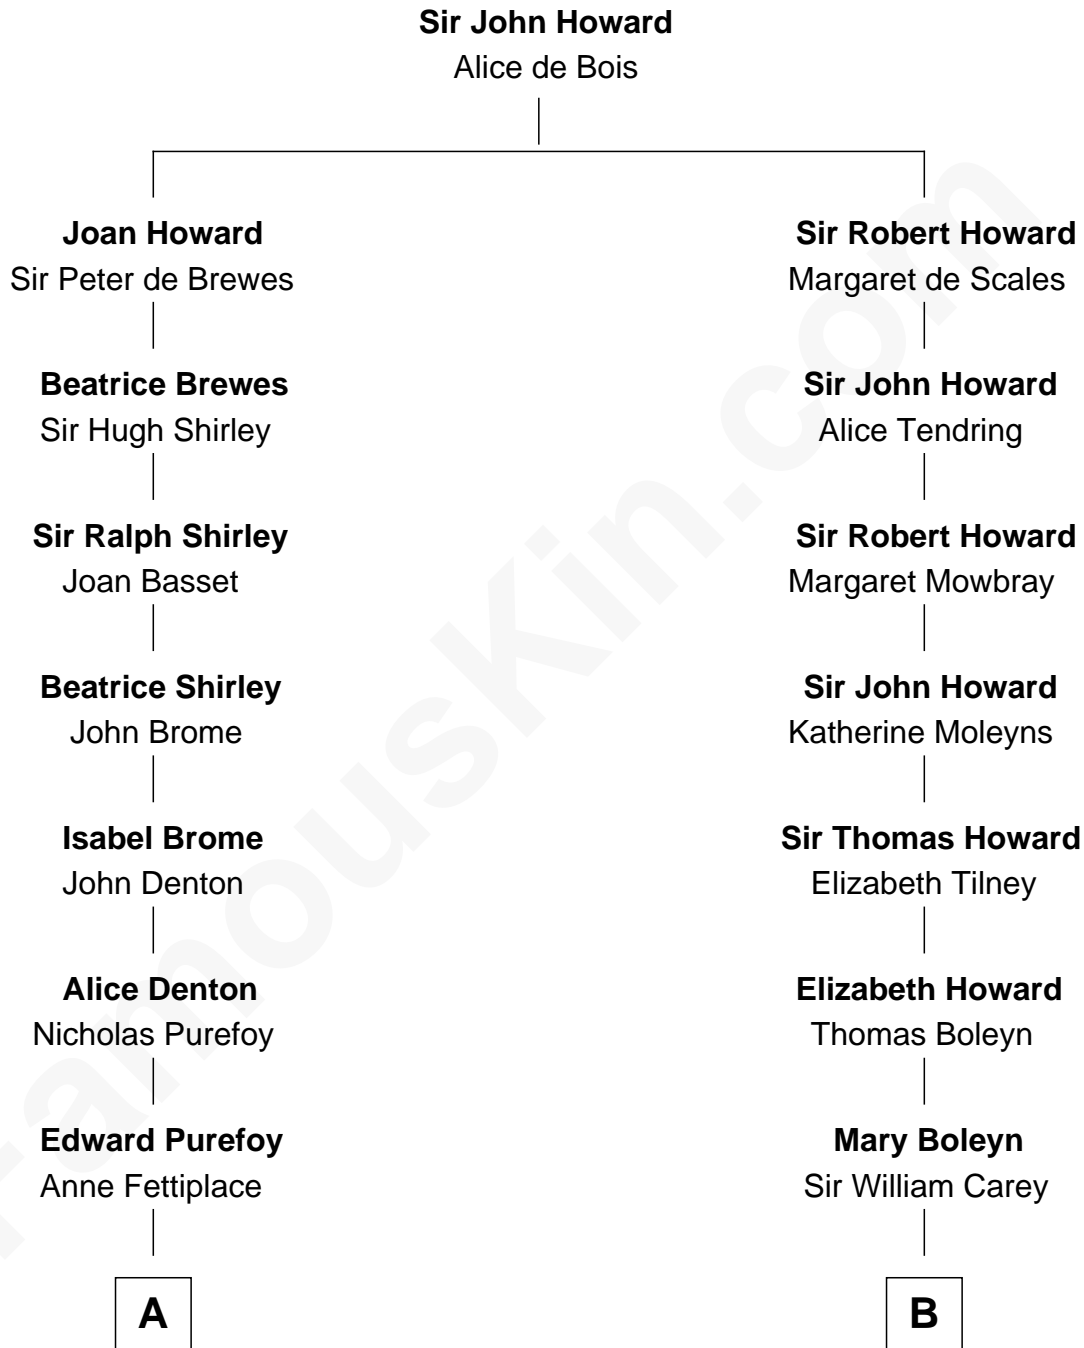 Sir John Howard
Alice de Bois
Joan Howard
Sir Peter de Brewes
Sir Robert Howard
Margaret de Scales
Beatrice Brewes
Sir Hugh Shirley
Sir John Howard
Alice Tendring
Sir Ralph Shirley
Joan Basset
Sir Robert Howard
Margaret Mowbray
Beatrice Shirley
John Brome
Sir John Howard
Katherine Moleyns
Isabel Brome
John Denton
Sir Thomas Howard
Elizabeth Tilney
Alice Denton
Nicholas Purefoy
Elizabeth Howard
Thomas Boleyn
Edward Purefoy
Anne Fettiplace
Mary Boleyn
Sir William Carey
A
B
FamousKin.com